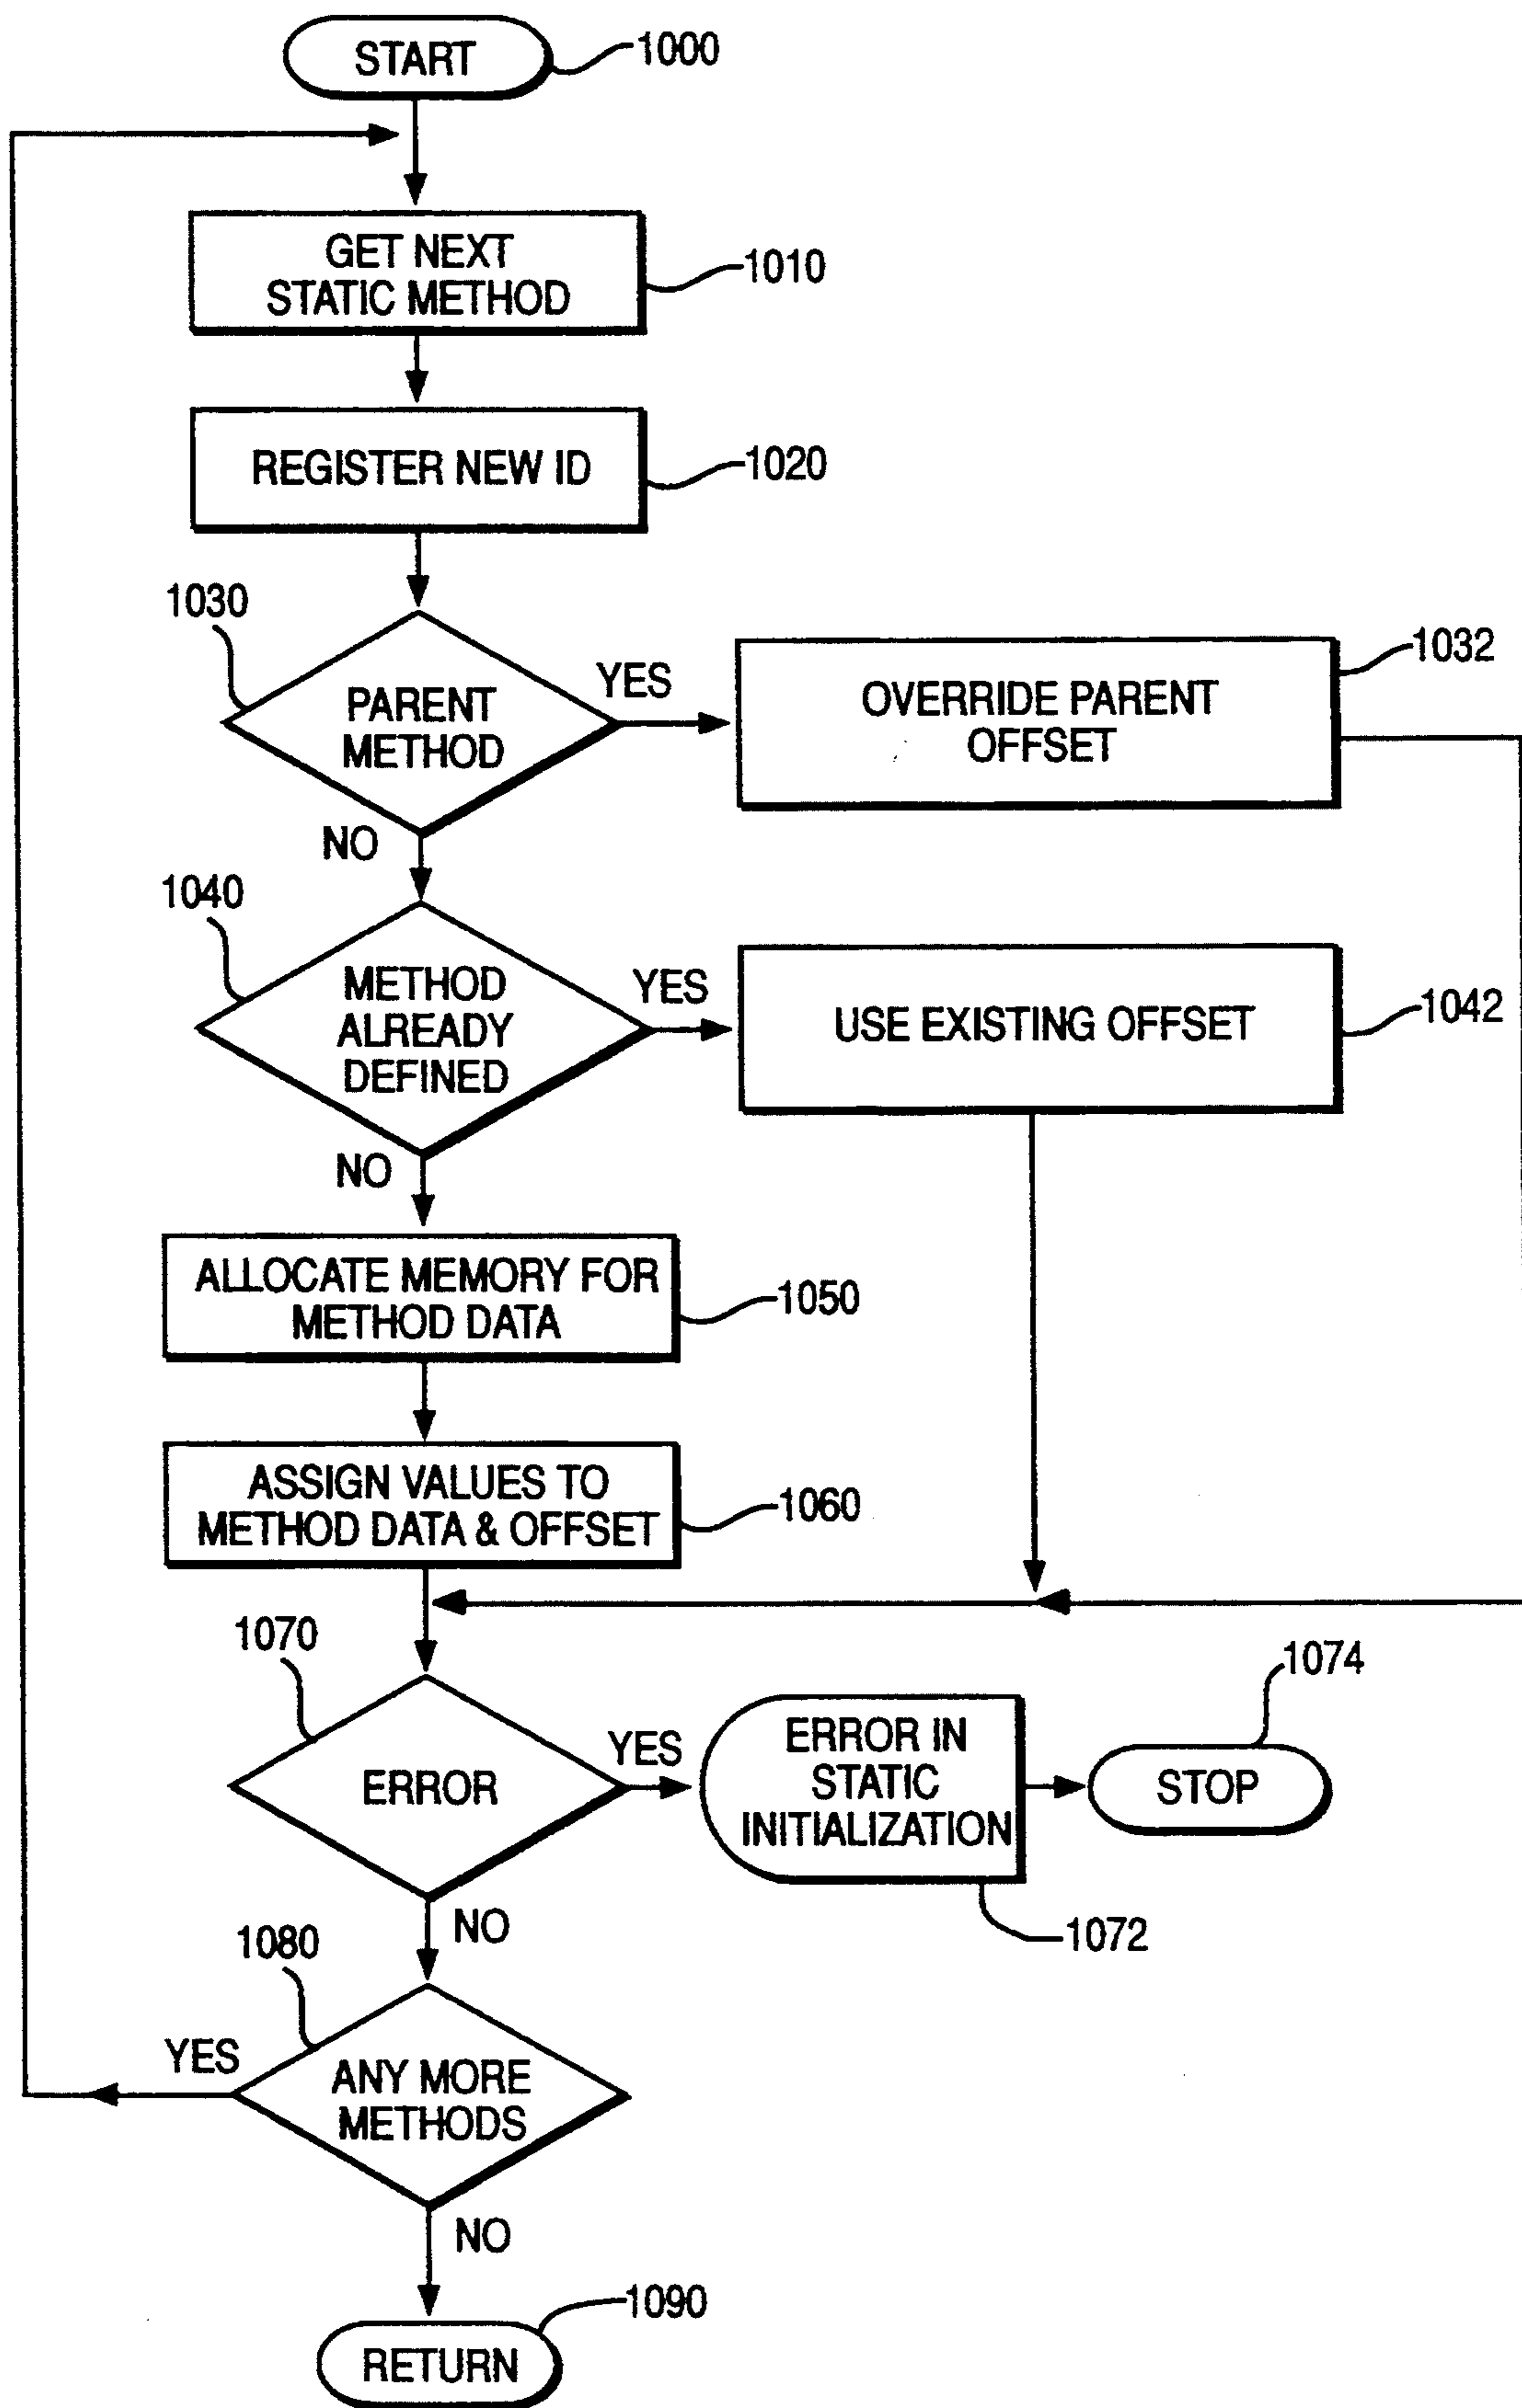 START
1000
GET NEXT
STATIC METHOD
1010
REGISTER NEW ID
1020
1030
PARENT
METHOD
YES
OVERRIDE PARENT
OFFSET
1032
NO
1040
METHOD
ALREADY
DEFINED
YES
USE EXISTING OFFSET
1042
NO
ALLOCATE MEMORY FOR
METHOD DATA
1050
ASSIGN VALUES TO
METHOD DATA & OFFSET
1060
1070
ERROR
YES
ERROR IN
STATIC
INITIALIZATION
1072
STOP
1074
NO
1080
ANY MORE
METHODS
YES
NO
RETURN
1090